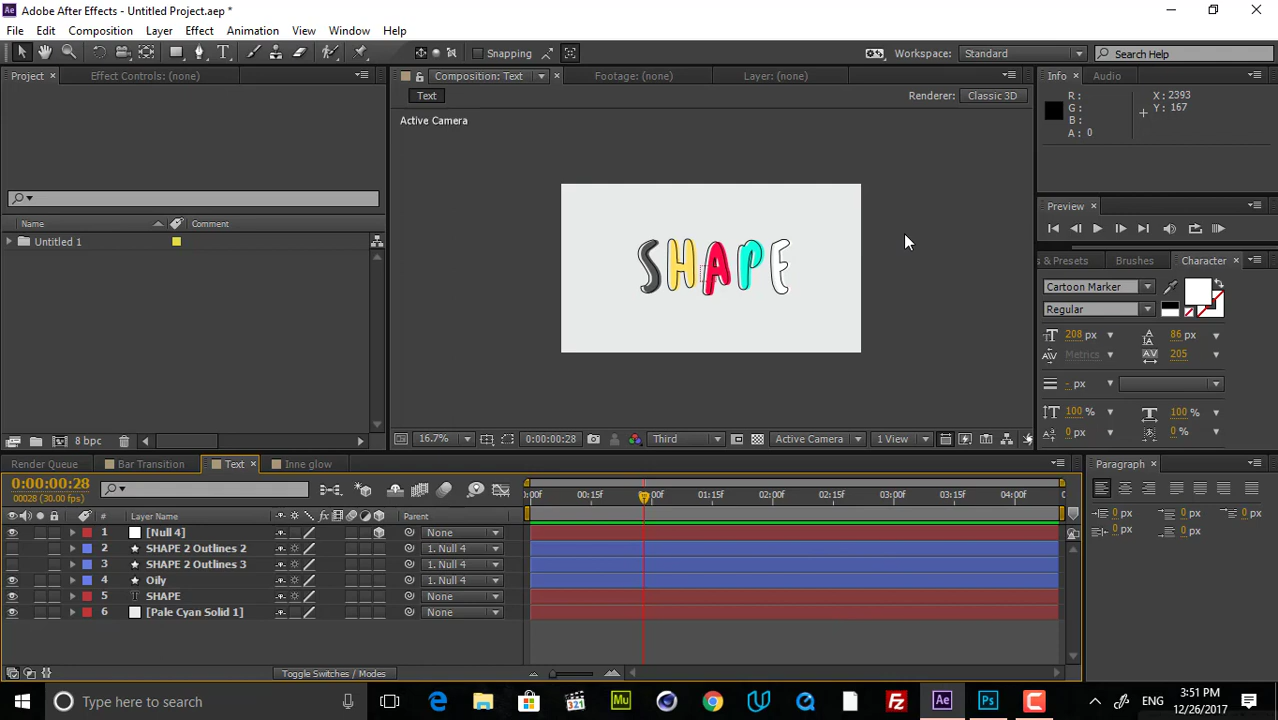 Ae Adobe After Effects - Untitled Project.aep *
File Edit Composition Layer Effect Animation View Window Help
Snapping Workspace: Standard Search Help
Project Effect Controls: (none) Composition: Text Footage: (none) Layer: (none) Info Audio
Text Renderer: Classic 3D
R: X: 2393
G: Y: 167
B:
A: 0
Active Camera
Name Comment
Untitled 1
SHAPE
Preview
s & Presets Brushes Character
Cartoon Marker
Regular
208 px 86 px
Metrics 205
- px
100 % 100 %
0 px 0 %
8 bpc 16.7% 0:00:00:28 Third Active Camera 1 View
Render Queue Bar Transition Text Inne glow Paragraph
0:00:00:28
00028 (30.00 fps)
0:00f 00:15f 00f 01:15f 02:00f 02:15f 03:00f 03:15f 04:00f 0
# Layer Name Parent
1 [Null 4] None
2 SHAPE 2 Outlines 2 1. Null 4
3 SHAPE 2 Outlines 3 1. Null 4
4 Oily 1. Null 4
5 T SHAPE None
6 [Pale Cyan Solid 1] None
0 px 0 px 0 px
0 px 0 px
Toggle Switches / Modes
Type here to search 321 Mu Fz Ae Ps ENG 3:51 PM
12/26/2017